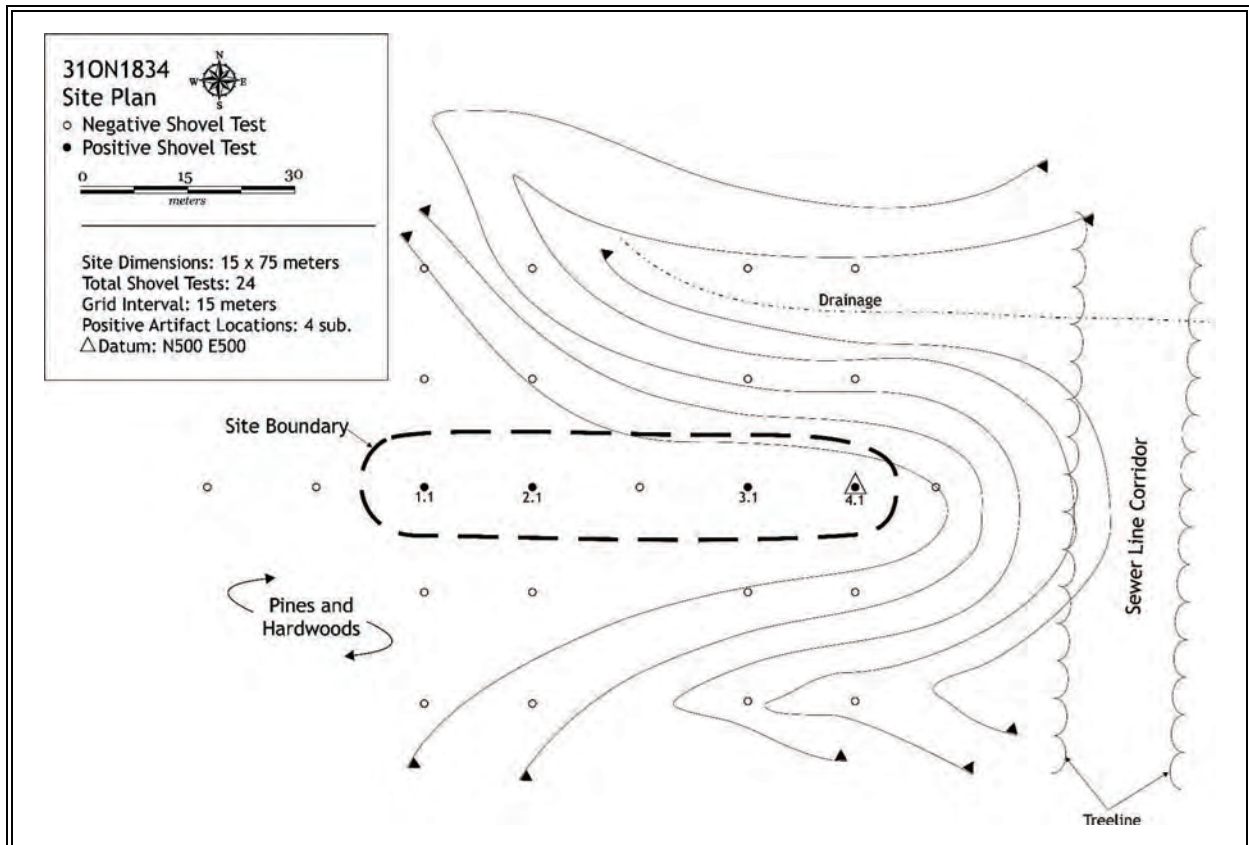 31ON1834
N
W E
S
Site Plan
Negative Shovel Test
Positive Shovel Test
0 15 30
meters
Site Dimensions: 15 x 75 meters
Total Shovel Tests: 24
Grid Interval: 15 meters
Positive Artifact Locations: 4 sub.
Datum: N500 E500
Drainage
Site Boundary
1.1 2.1 3.1 4.1
Sewer Line Corridor
Pines and
Hardwoods
Treeline